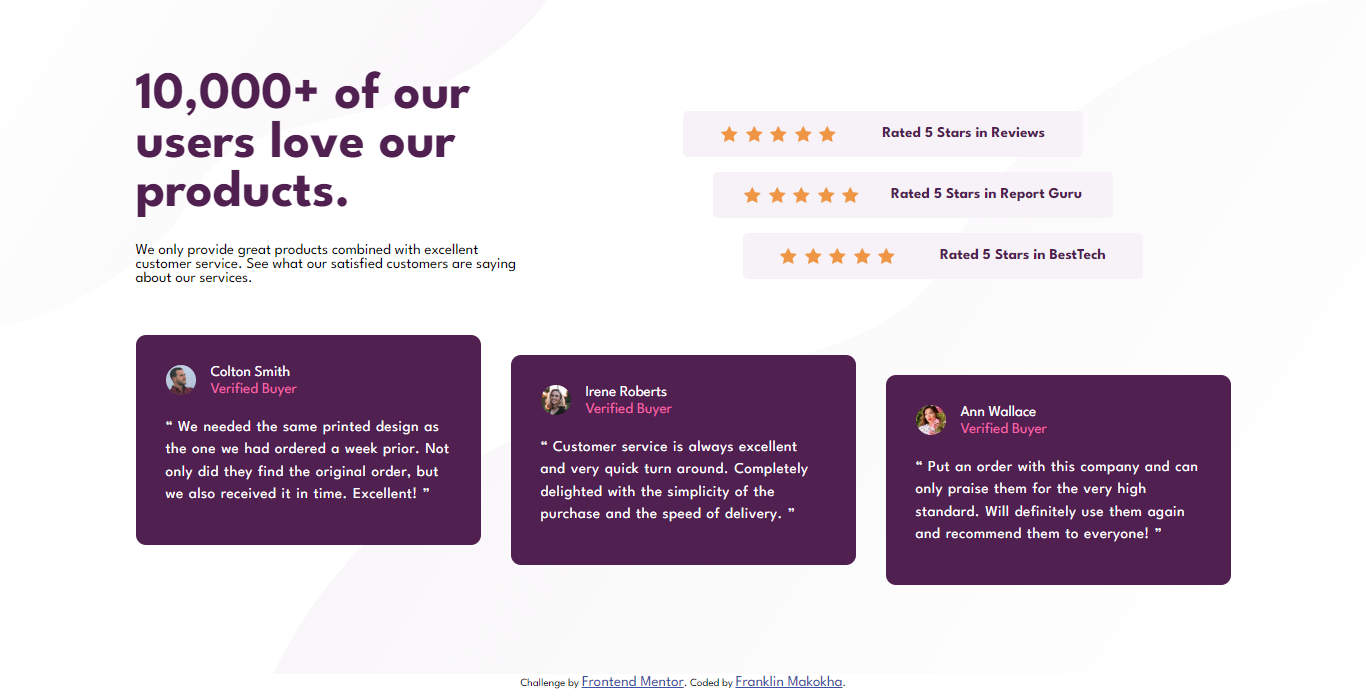 10,000+ of our
users love our
products.
We only provide great products combined with excellent
customer service. See what our satisfied customers are saying
about our services.
Rated 5 Stars in Reviews
Rated 5 Stars in Report Guru
Rated 5 Stars in BestTech
Colton Smith
Verified Buyer
“ We needed the same printed design as
the one we had ordered a week prior. Not
only did they find the original order, but
we also received it in time. Excellent! ”
Irene Roberts
Verified Buyer
“ Customer service is always excellent
and very quick turn around. Completely
delighted with the simplicity of the
purchase and the speed of delivery. ”
Ann Wallace
Verified Buyer
“ Put an order with this company and can
only praise them for the very high
standard. Will definitely use them again
and recommend them to everyone! ”
Challenge by Frontend Mentor. Coded by Franklin Makokha.